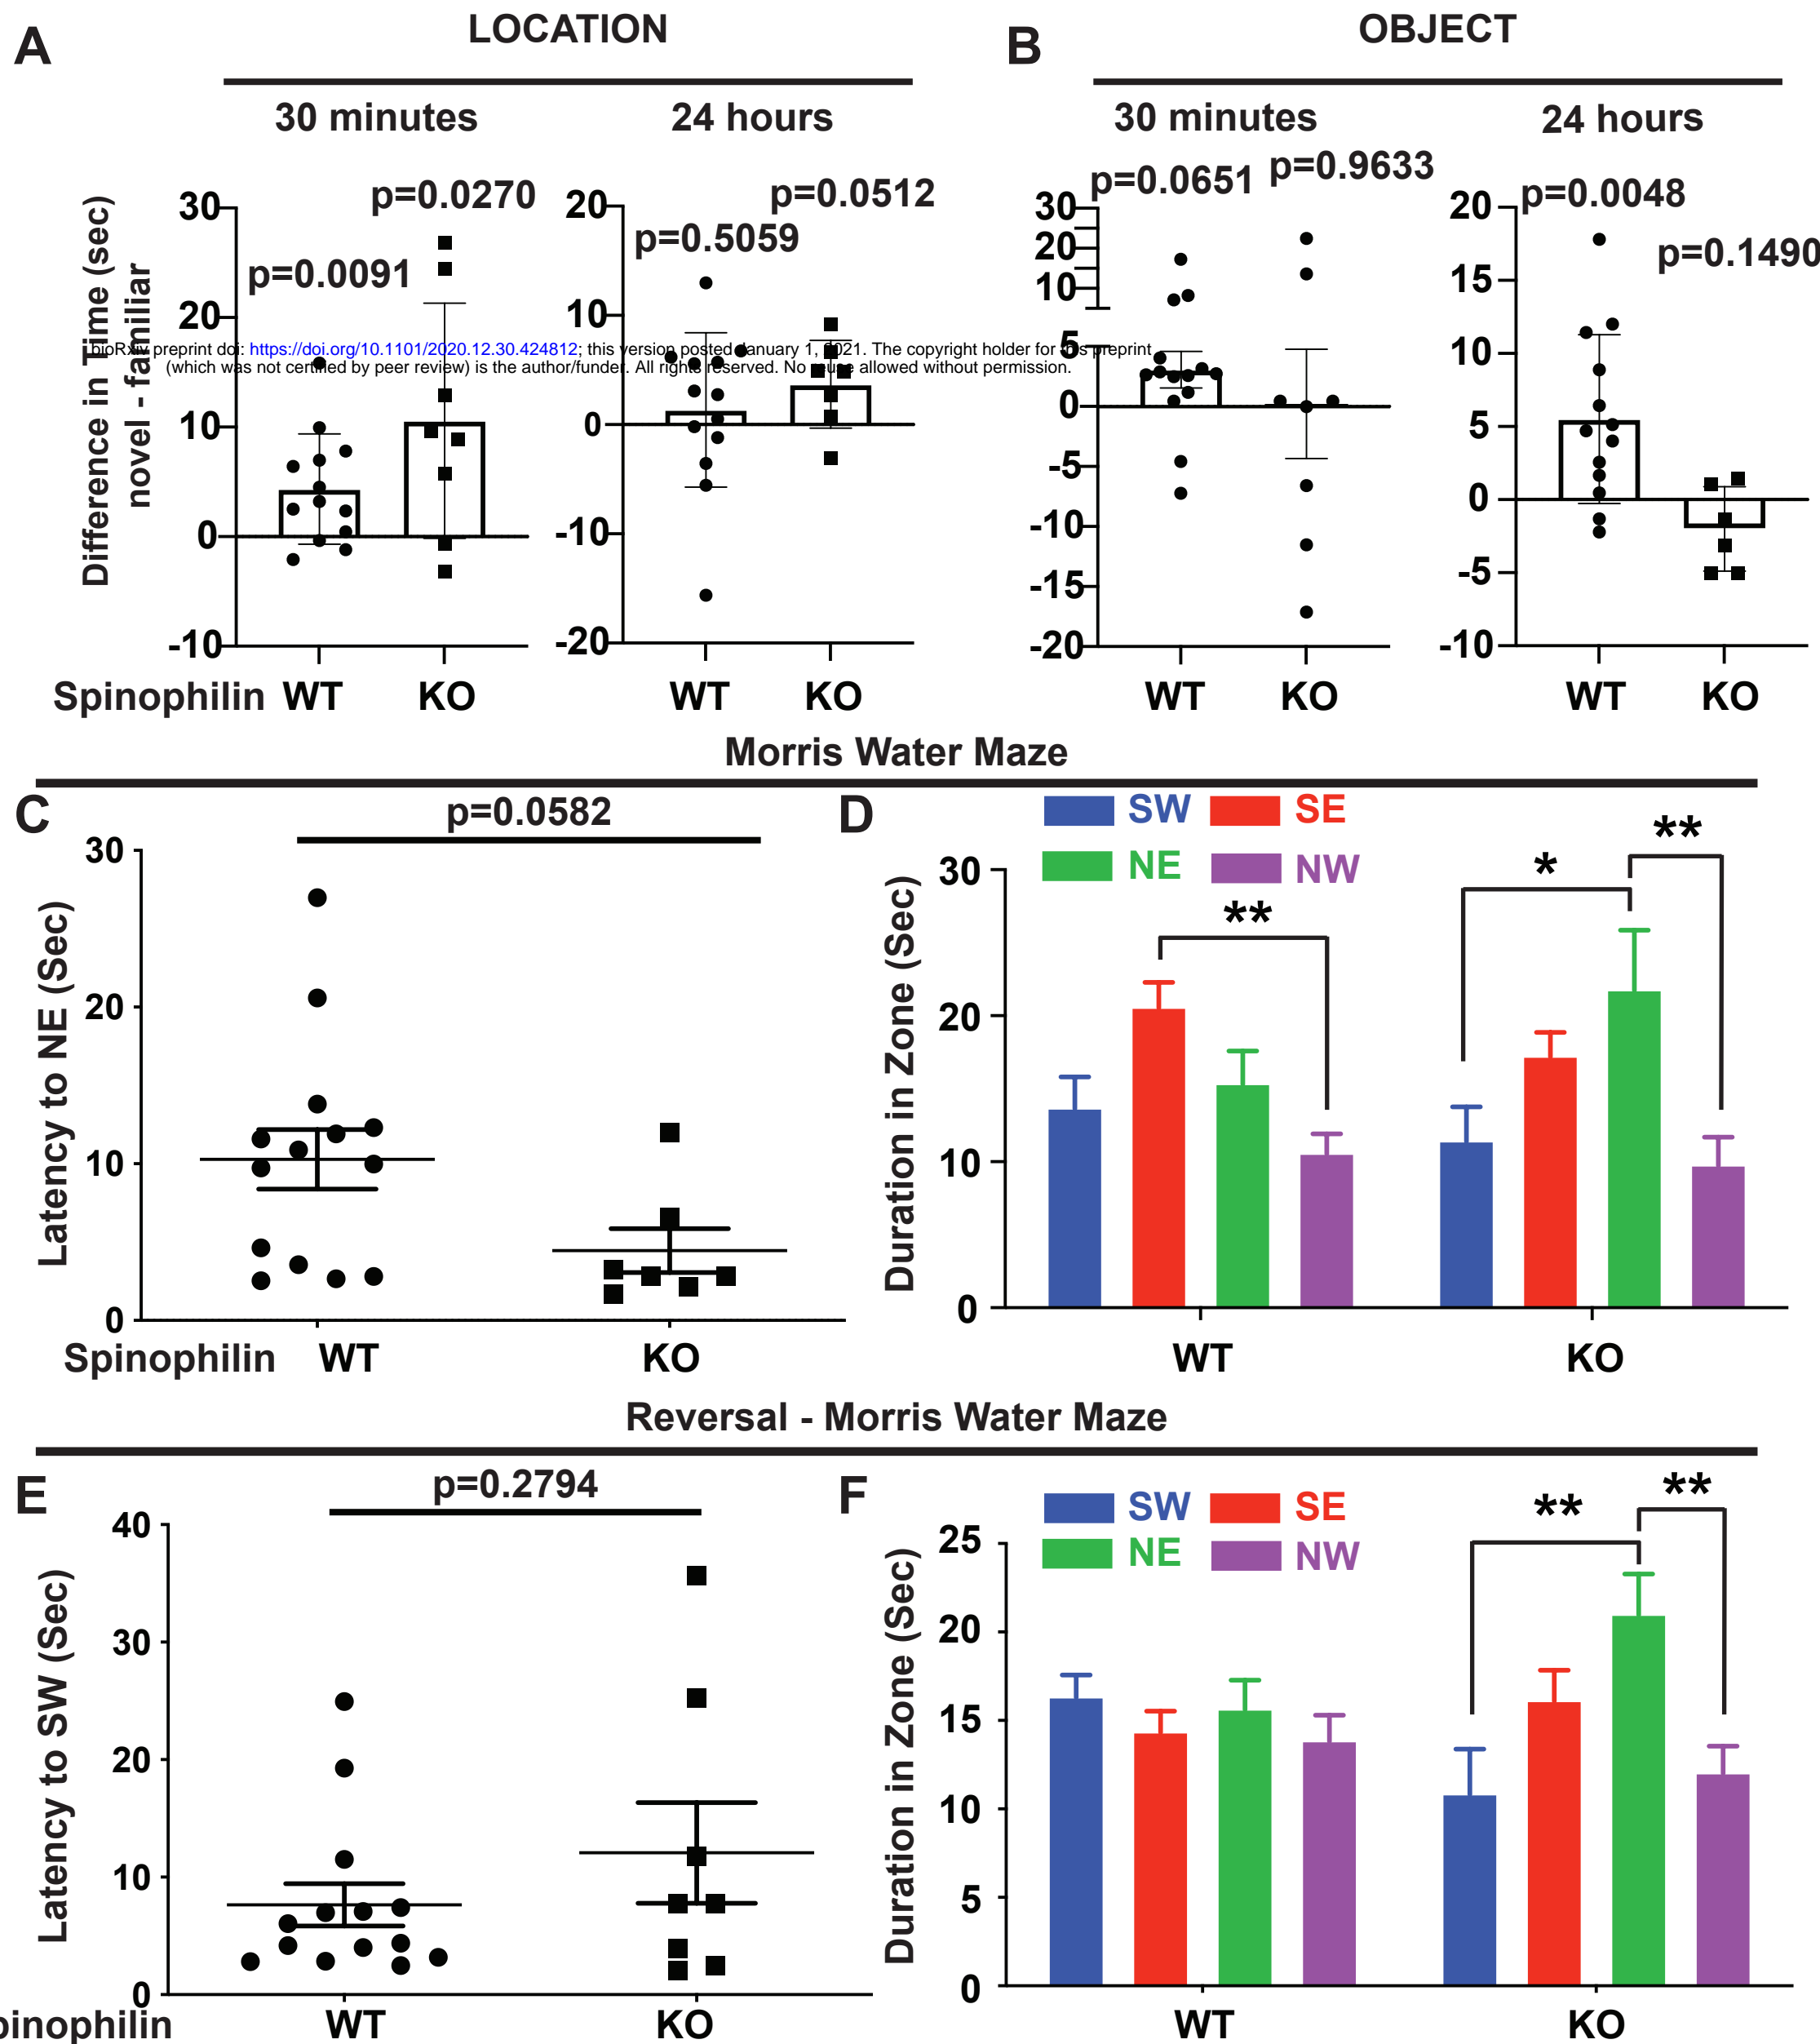 A
LOCATION
B
OBJECT
30 minutes
24 hours
30 minutes
24 hours
p=0.0091
p=0.0270
p=0.5059
p=0.0512
p=0.0651
p=0.9633
p=0.0048
p=0.1490
Difference in Time (sec)
novel - familiar
30
20
10
0
-10
20
10
0
-10
-20
30
20
10
5
0
-5
-10
-15
-20
20
15
10
5
0
-5
-10
bioRxiv preprint doi: https://doi.org/10.1101/2020.12.30.424812; this version posted January 1, 2021. The copyright holder for this preprint
(which was not certified by peer review) is the author/funder. All rights reserved. No reuse allowed without permission.
Spinophilin WT KO WT KO WT KO WT KO
Morris Water Maze
C
p=0.0582
Latency to NE (Sec)
30
20
10
0
Spinophilin WT KO
D
SW SE
NE NW
** * **
Duration in Zone (Sec)
30
20
10
0
WT KO
Reversal - Morris Water Maze
E
p=0.2794
Latency to SW (Sec)
40
30
20
10
0
pinophilin WT KO
F
SW SE
NE NW
** **
Duration in Zone (Sec)
25
20
15
10
5
0
WT KO